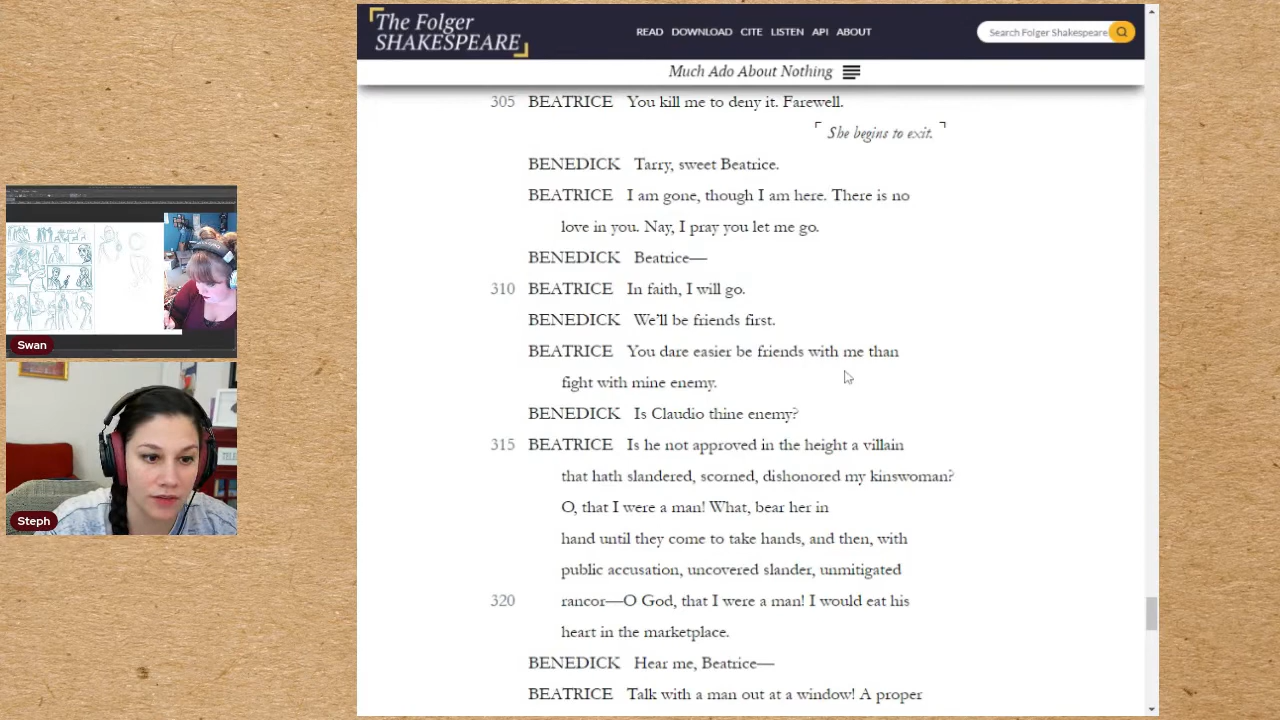 The Folger
SHAKESPEARE
READ DOWNLOAD CITE LISTEN API ABOUT
Search Folger Shakespeare
Much Ado About Nothing
305 BEATRICE You kill me to deny it. Farewell.
She begins to exit.
BENEDICK Tarry, sweet Beatrice.
BEATRICE I am gone, though I am here. There is no
love in you. Nay, I pray you let me go.
BENEDICK Beatrice—
310 BEATRICE In faith, I will go.
BENEDICK We'll be friends first.
BEATRICE You dare easier be friends with me than
fight with mine enemy.
BENEDICK Is Claudio thine enemy?
315 BEATRICE Is he not approved in the height a villain
that hath slandered, scorned, dishonored my kinswoman?
O, that I were a man! What, bear her in
hand until they come to take hands, and then, with
public accusation, uncovered slander, unmitigated
320 rancor—O God, that I were a man! I would eat his
heart in the marketplace.
BENEDICK Hear me, Beatrice—
BEATRICE Talk with a man out at a window! A proper
Swan
Steph